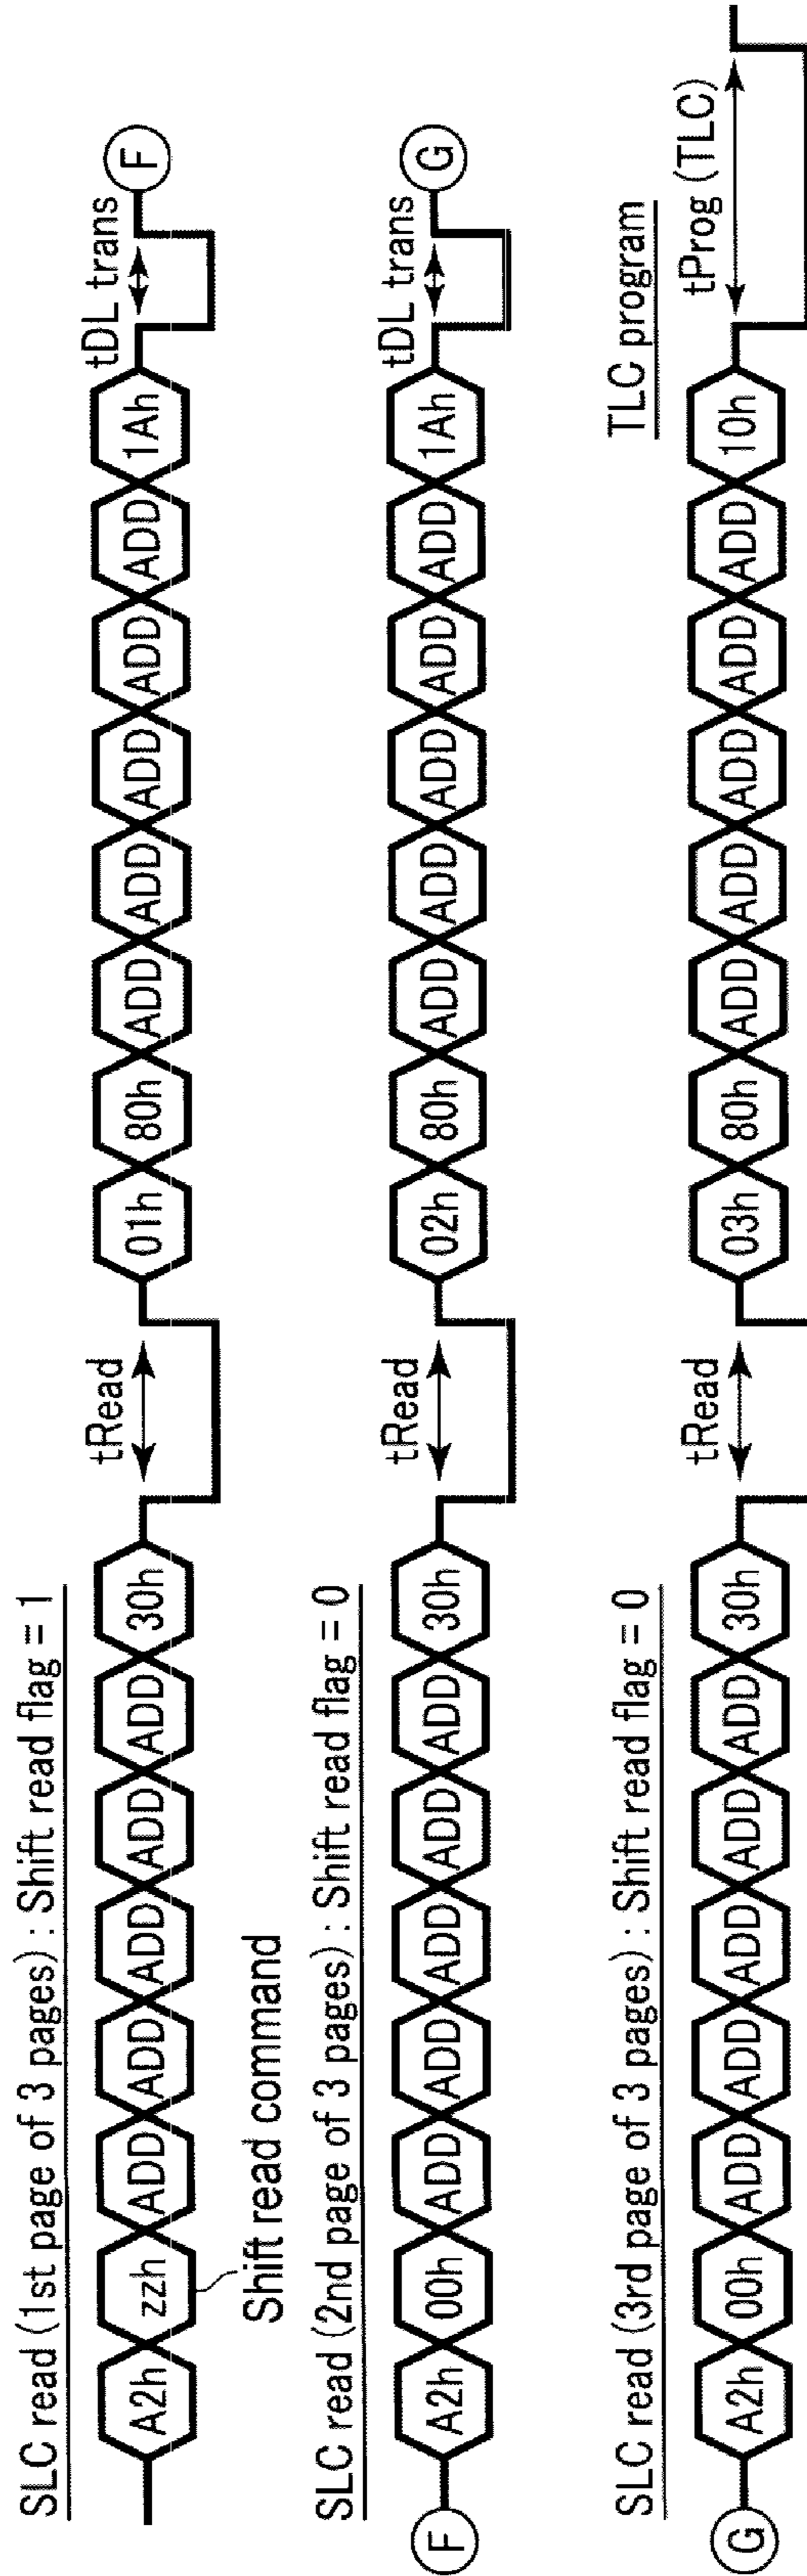 SLC read (1st page of 3 pages) : Shift read flag = 1
A2h zzh ADD ADD ADD ADD ADD 30h tRead 01h 80h ADD ADD ADD ADD ADD 1Ah tDL trans F
Shift read command
SLC read (2nd page of 3 pages) : Shift read flag = 0
F A2h 00h ADD ADD ADD ADD ADD 30h tRead 02h 80h ADD ADD ADD ADD ADD 1Ah tDL trans G
SLC read (3rd page of 3 pages) : Shift read flag = 0
TLC program
G A2h 00h ADD ADD ADD ADD ADD 30h tRead 03h 80h ADD ADD ADD ADD ADD 10h tProg (TLC)